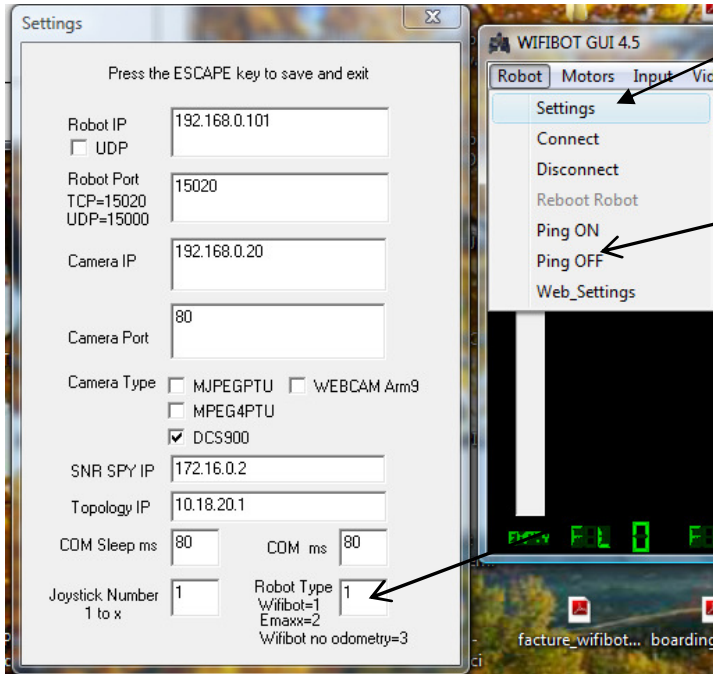 Settings
Press the ESCAPE key to save and exit
Robot IP
192.168.0.101
UDP
Robot Port
TCP=15020
UDP=15000
15020
Camera IP
192.168.0.20
Camera Port
80
Camera Type
MJPEGPTU
WEBCAM Arm9
MPEG4PTU
DCS900
SNR SPY IP
172.16.0.2
Topology IP
10.18.20.1
COM Sleep ms
80
COM ms
80
Joystick Number
1 to x
1
Robot Type
Wifibot=1
Emaxx=2
Wifibot no odometry=3
1
WIFIBOT GUI 4.5
Robot Motors Input Vid
Settings
Connect
Disconnect
Reboot Robot
Ping ON
Ping OFF
Web_Settings
FL 0 F
facture_wifibot... boarding